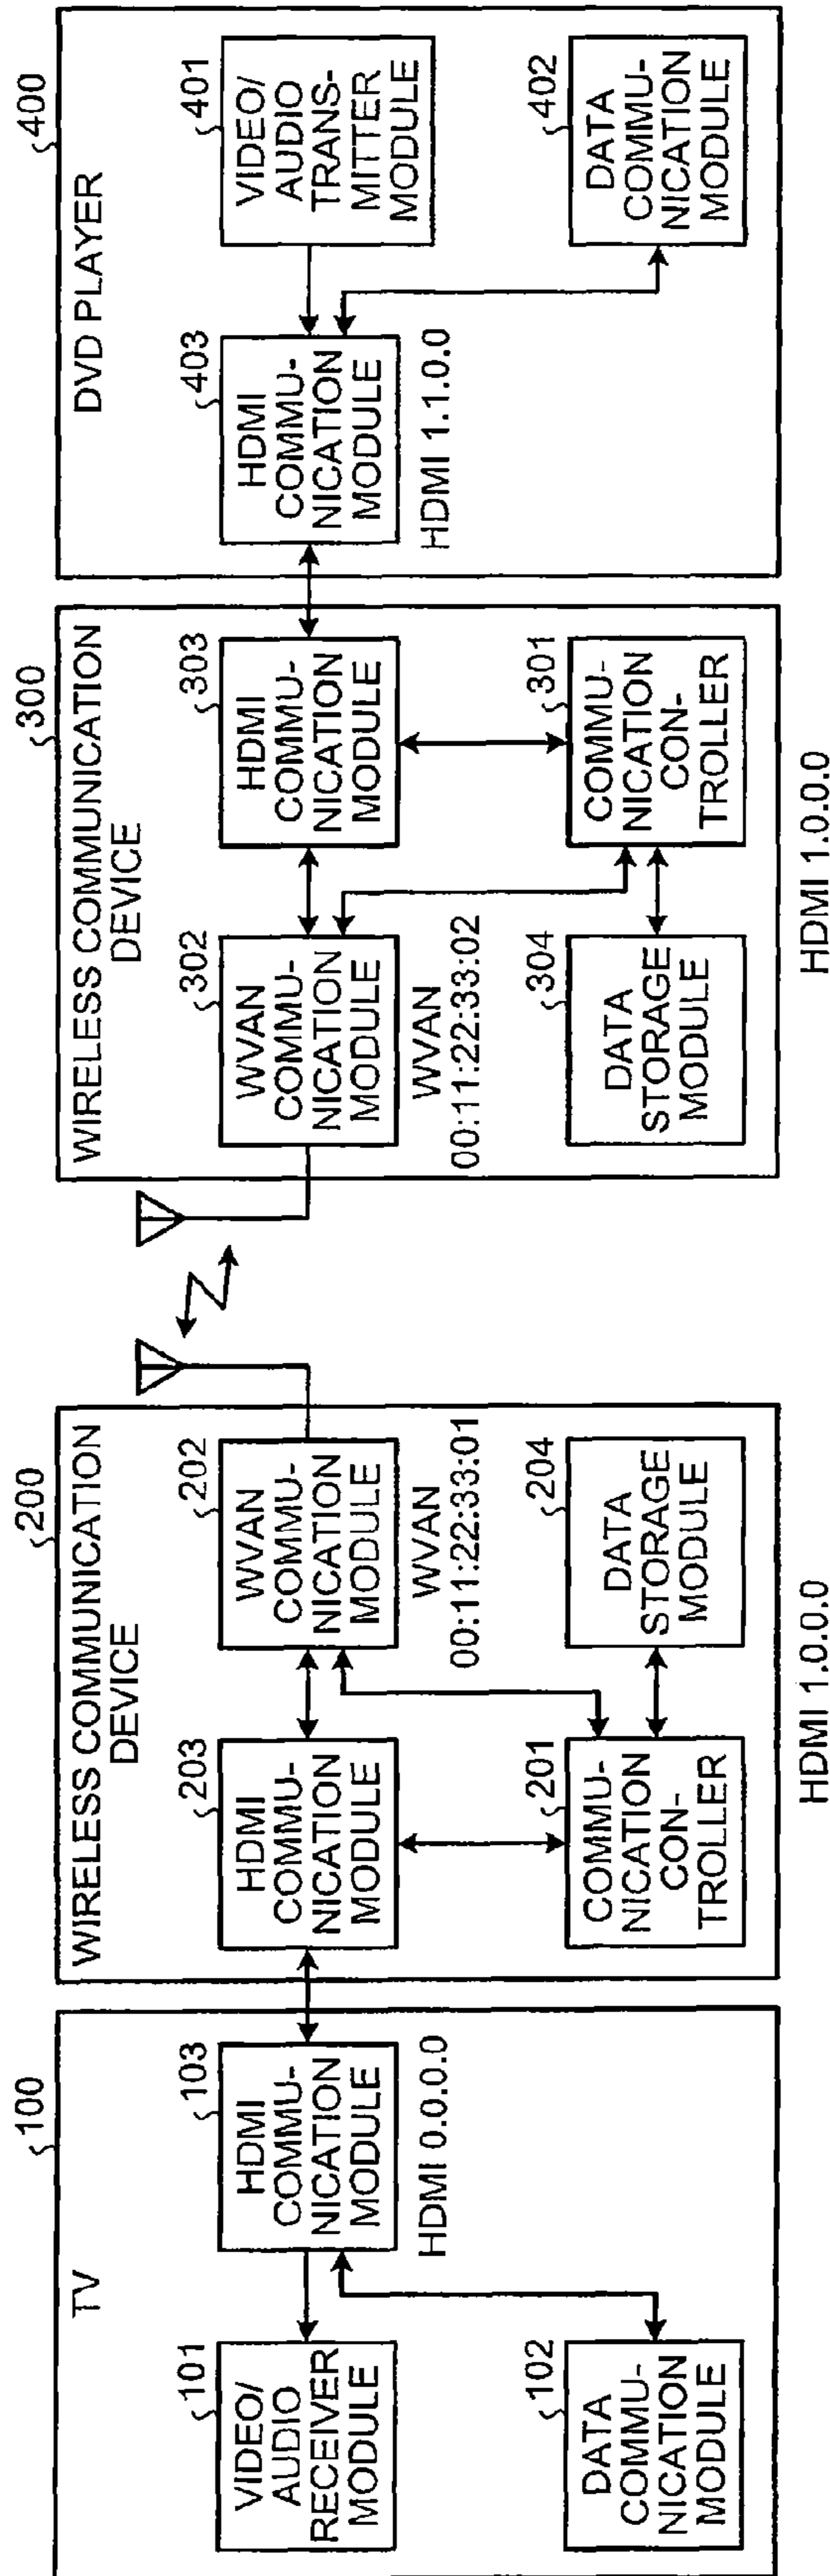 100
TV
101
VIDEO/
AUDIO
RECEIVER
MODULE
103
HDMI
COMMU-
NICATION
MODULE
HDMI 0.0.0.0
102
DATA
COMMU-
NICATION
MODULE
200
WIRELESS COMMUNICATION
DEVICE
203
HDMI
COMMU-
NICATION
MODULE
202
WVAN
COMMU-
NICATION
MODULE
WVAN
00:11:22:33:01
201
COMMU-
NICATION
CON-
TROLLER
204
DATA
STORAGE
MODULE
HDMI 1.0.0.0
300
WIRELESS COMMUNICATION
DEVICE
302
WVAN
COMMU-
NICATION
MODULE
WVAN
00:11:22:33:02
303
HDMI
COMMU-
NICATION
MODULE
304
DATA
STORAGE
MODULE
301
COMMU-
NICATION
CON-
TROLLER
HDMI 1.0.0.0
400
DVD PLAYER
403
HDMI
COMMU-
NICATION
MODULE
HDMI 1.1.0.0
401
VIDEO/
AUDIO
TRANS-
MITTER
MODULE
402
DATA
COMMU-
NICATION
MODULE